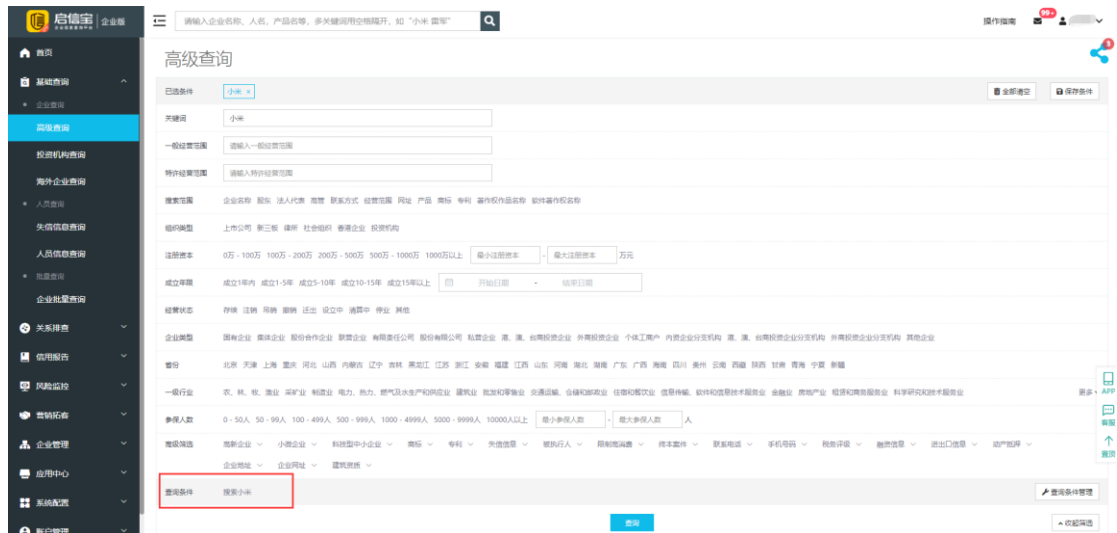 启信宝 企业版
请输入企业名称、人名，产品名等，多关键词用空格隔开，如 “小米 雷军”
操作指南 99+
首页
基础查询
企业查询
高级查询
投资机构查询
海外企业查询
人员查询
失信信息查询
人员信息查询
批量查询
企业批量查询
关系排查
信用报告
风险监控
营销拓客
企业管理
应用中心
系统配置
账户管理
高级查询
3
已选条件 小米 × 全部清空 保存条件
关键词 小米
一般经营范围 请输入一般经营范围
特许经营范围 请输入特许经营范围
搜索范围 企业名称 股东 法人代表 高管 联系方式 经营范围 网址 产品 商标 专利 著作权作品名称 软件著作权名称
组织类型 上市公司 新三板 律所 社会组织 香港企业 投资机构
注册资本 0万 - 100万 100万 - 200万 200万 - 500万 500万 - 1000万 1000万以上 最小注册资本 - 最大注册资本 万元
成立年限 成立1年内 成立1-5年 成立5-10年 成立10-15年 成立15年以上 开始日期 - 结束日期
经营状态 存续 注销 吊销 撤销 迁出 设立中 清算中 停业 其他
企业类型 国有企业 集体企业 股份合作企业 联营企业 有限责任公司 股份有限公司 私营企业 港、澳、台商投资企业 外商投资企业 个体工商户 内资企业分支机构 港、澳、台商投资企业分支机构 外商投资企业分支机构 其他企业
省份 北京 天津 上海 重庆 河北 山西 内蒙古 辽宁 吉林 黑龙江 江苏 浙江 安徽 福建 江西 山东 河南 湖北 湖南 广东 广西 海南 四川 贵州 云南 西藏 陕西 甘肃 青海 宁夏 新疆
一级行业 农、林、牧、渔业 采矿业 制造业 电力、热力、燃气及水生产和供应业 建筑业 批发和零售业 交通运输、仓储和邮政业 住宿和餐饮业 信息传输、软件和信息技术服务业 金融业 房地产业 租赁和商务服务业 科学研究和技术服务业 更多
参保人数 0 - 50人 50 - 99人 100 - 499人 500 - 999人 1000 - 4999人 5000 - 9999人 10000人以上 最小参保人数 - 最大参保人数 人
高级筛选 高新企业 小微企业 科技型中小企业 商标 专利 失信信息 被执行人 限制高消费 终本案件 联系电话 手机号码 税务评级 融资信息 进出口信息 动产抵押
企业地址 企业网址 建筑资质
查询条件 搜索小米 查询条件管理
查询 收起筛选
APP
客服
置顶